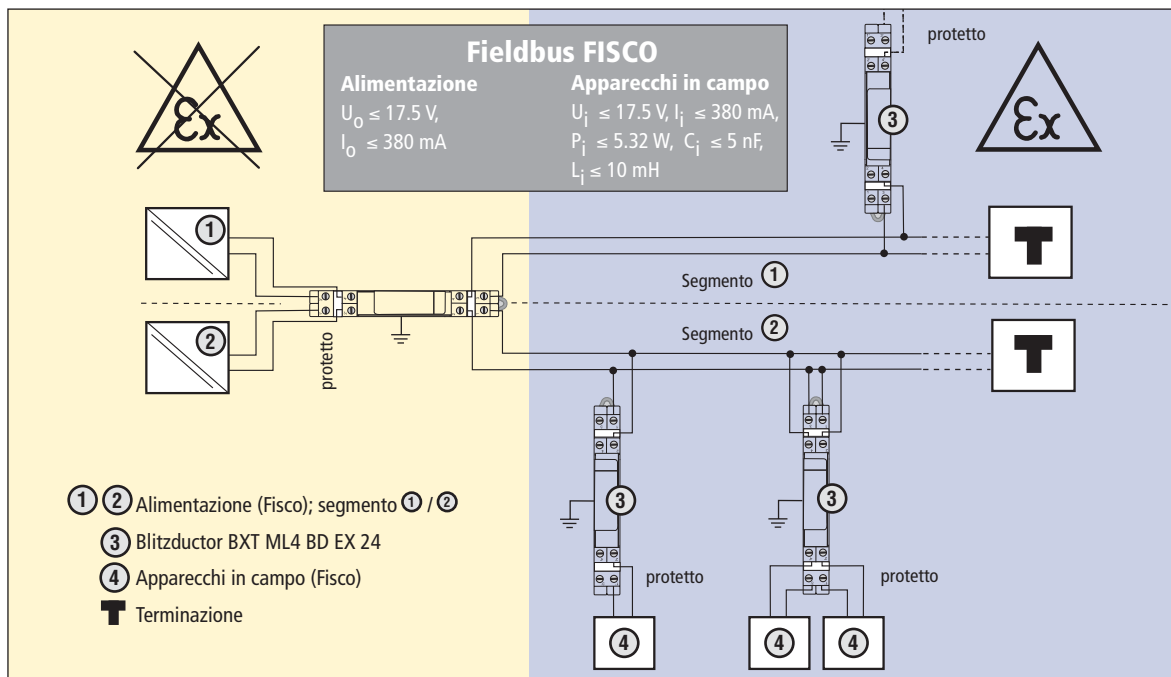 Fieldbus FISCO
Alimentazione
Uo ≤ 17.5 V,
Io ≤ 380 mA
Apparecchi in campo
Ui ≤ 17.5 V, Ii ≤ 380 mA,
Pi ≤ 5.32 W, Ci ≤ 5 nF,
Li ≤ 10 mH
Ex
Ex
protetto
3
1
2
protetto
Segmento 1
Segmento 2
T
T
3
3
protetto
protetto
4
4
4
1 2 Alimentazione (Fisco); segmento 1 / 2
3 Blitzductor BXT ML4 BD EX 24
4 Apparecchi in campo (Fisco)
T Terminazione